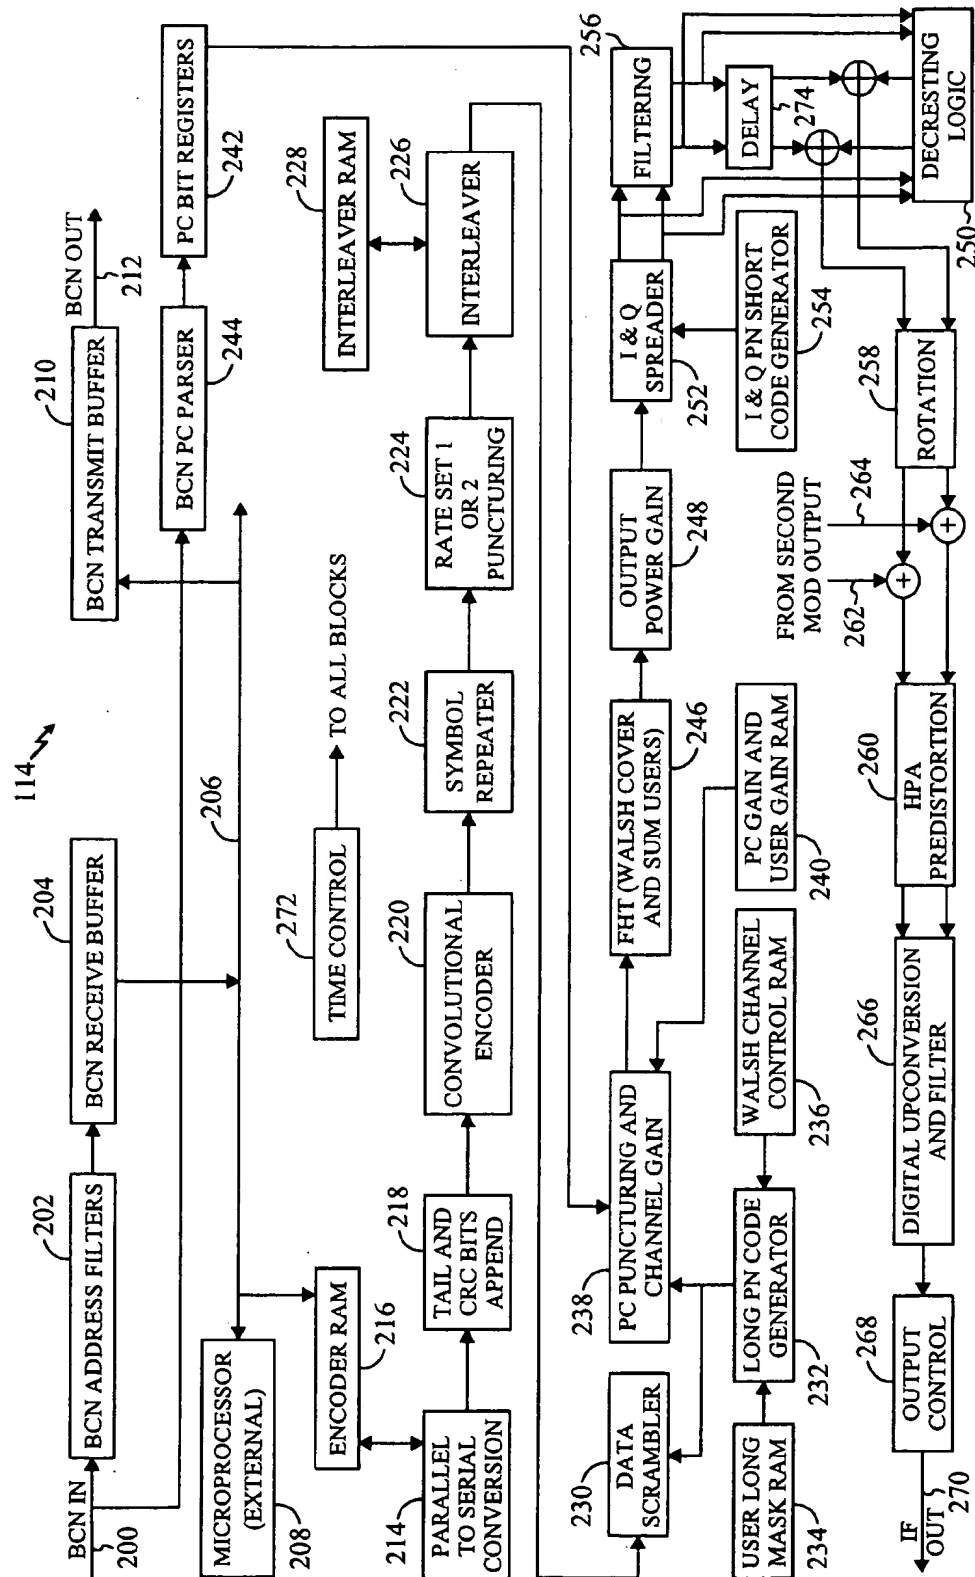 114
BCN IN
200
BCN ADDRESS FILTERS
202
BCN RECEIVE BUFFER
204
206
MICROPROCESSOR
(EXTERNAL)
208
BCN TRANSMIT BUFFER
210
BCN OUT
212
BCN PC PARSER
244
PC BIT REGISTERS
242
TIME CONTROL
272
TO ALL BLOCKS
ENCODER RAM
216
PARALLEL
TO SERIAL
CONVERSION
214
TAIL AND
CRC BITS
APPEND
218
CONVOLUTIONAL
ENCODER
220
SYMBOL
REPEATER
222
RATE SET 1
OR 2
PUNCTURING
224
INTERLEAVER
226
INTERLEAVER RAM
228
DATA
SCRAMBLER
230
PC PUNCTURING AND
CHANNEL GAIN
238
FHT (WALSH COVER
AND SUM USERS)
246
OUTPUT
POWER GAIN
248
I & Q
SPREADER
252
FILTERING
256
USER LONG
MASK RAM
234
LONG PN CODE
GENERATOR
232
WALSH CHANNEL
CONTROL RAM
236
PC GAIN AND
USER GAIN RAM
240
I & Q PN SHORT
CODE GENERATOR
254
DELAY
274
DECRESTING
LOGIC
250
ROTATION
258
FROM SECOND
MOD OUTPUT
262
264
+
+
HPA
PREDISTORTION
260
DIGITAL UPCONVERSION
AND FILTER
266
OUTPUT
CONTROL
268
IF
OUT
270